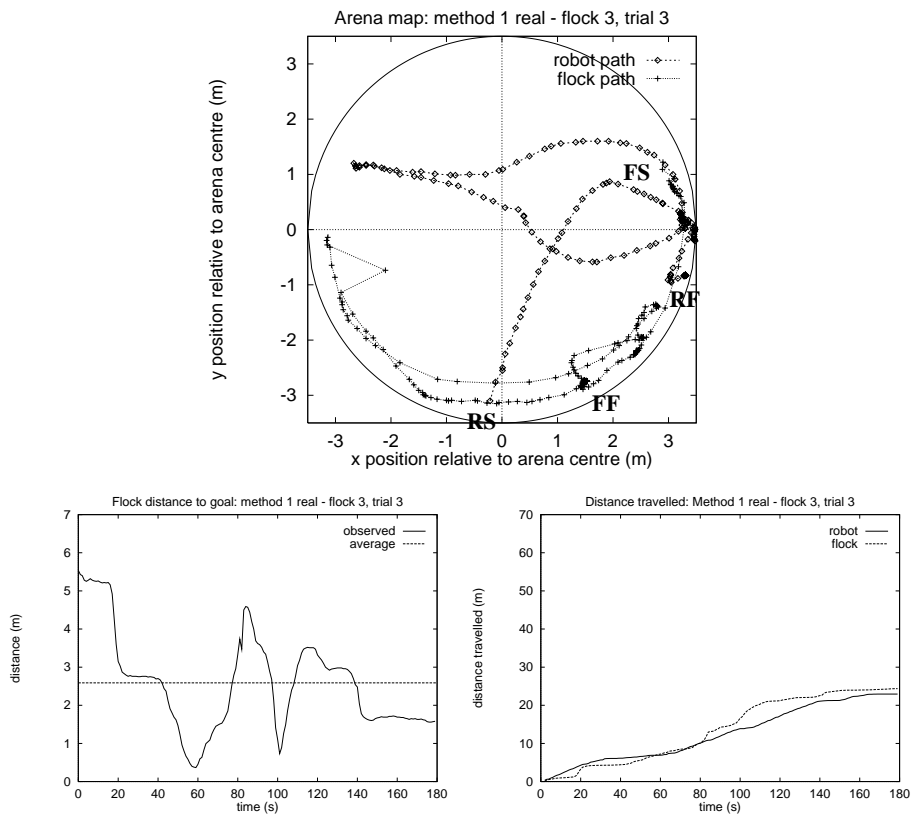 Arena map: method 1 real - flock 3, trial 3
y position relative to arena centre (m)
3
2
1
0
-1
-2
-3
robot path
flock path
FS
RF
FF
RS
-3 -2 -1 0 1 2 3
x position relative to arena centre (m)
Flock distance to goal: method 1 real - flock 3, trial 3
distance (m)
7
6
5
4
3
2
1
0
observed
average
0 20 40 60 80 100 120 140 160 180
time (s)
Distance travelled: Method 1 real - flock 3, trial 3
distance travelled (m)
70
60
50
40
30
20
10
0
robot
flock
0 20 40 60 80 100 120 140 160 180
time (s)